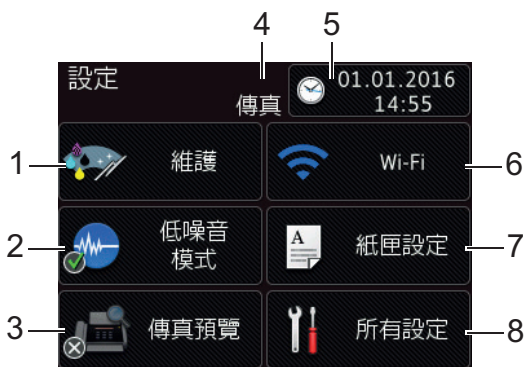 4 5
設定
傳真
01.01.2016
14:55
1 維護
Wi-Fi 6
2 低噪音
模式
A
紙匣設定 7
3 傳真預覽
所有設定 8